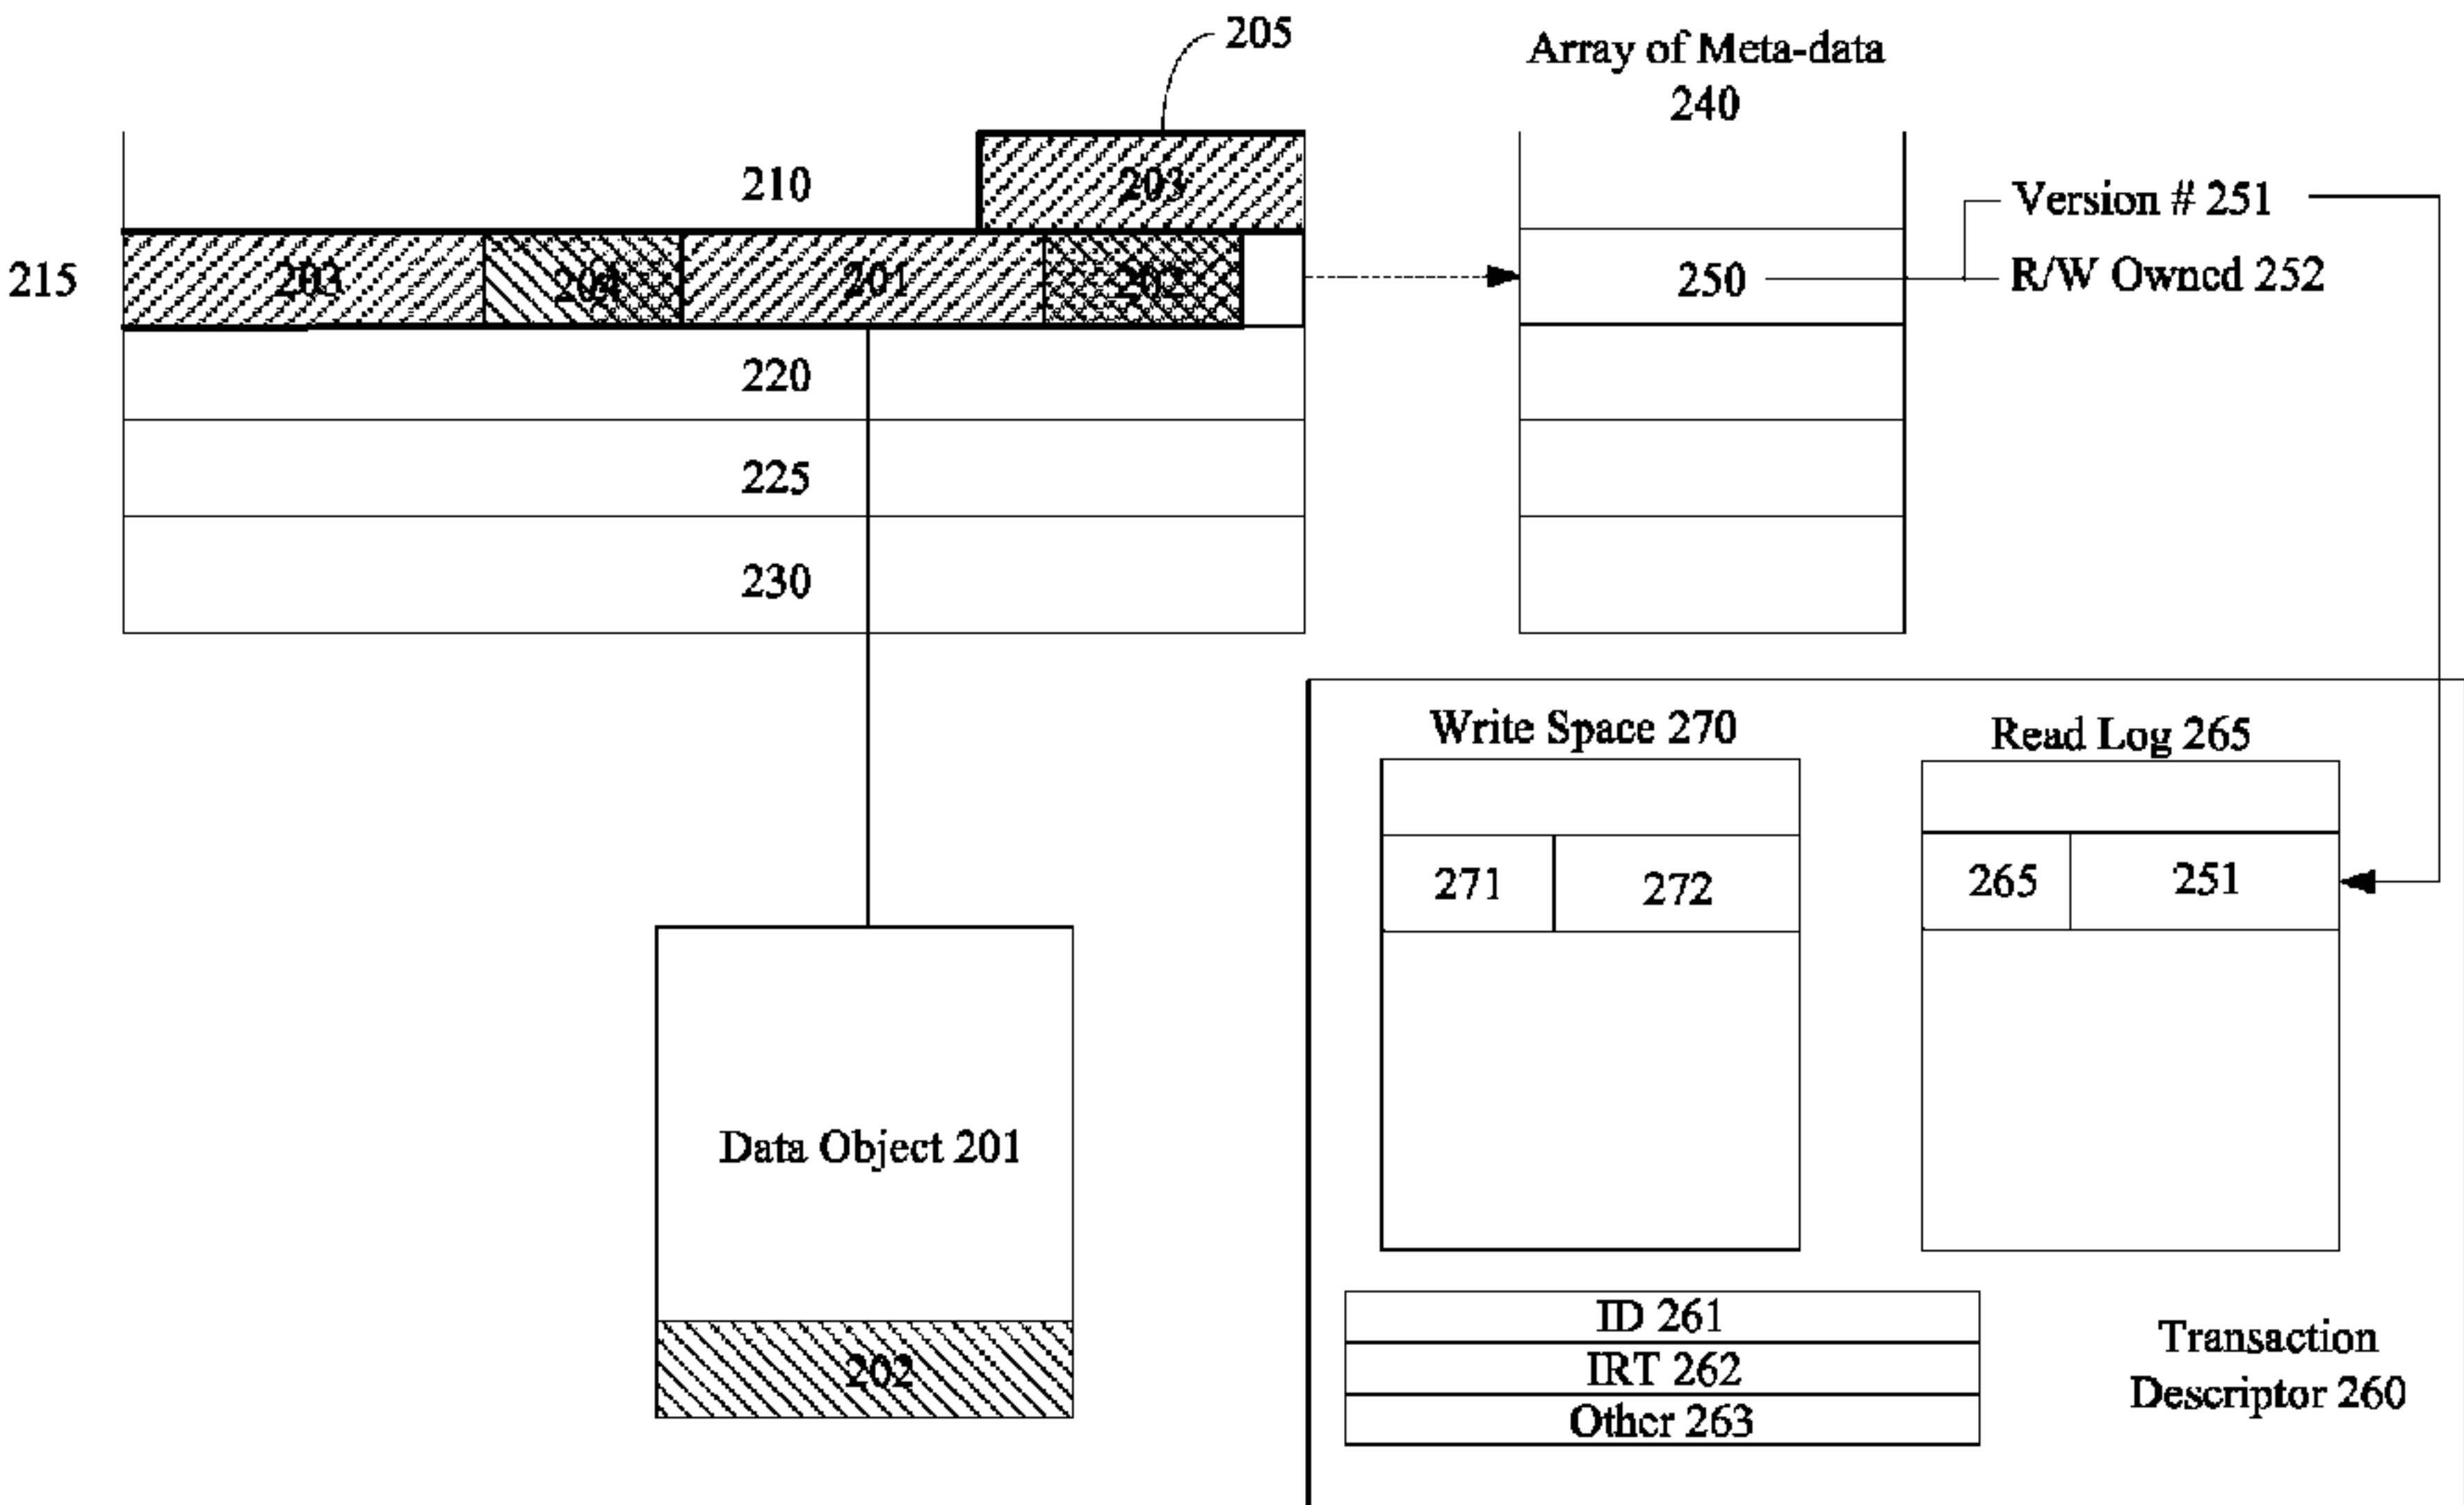 205
Array of Meta-data
240
210
203
Version # 251
215
203
204
201
202
250
R/W Owned 252
220
225
230
Write Space 270
Read Log 265
271
272
265
251
Data Object 201
202
ID 261
IRT 262
Other 263
Transaction
Descriptor 260